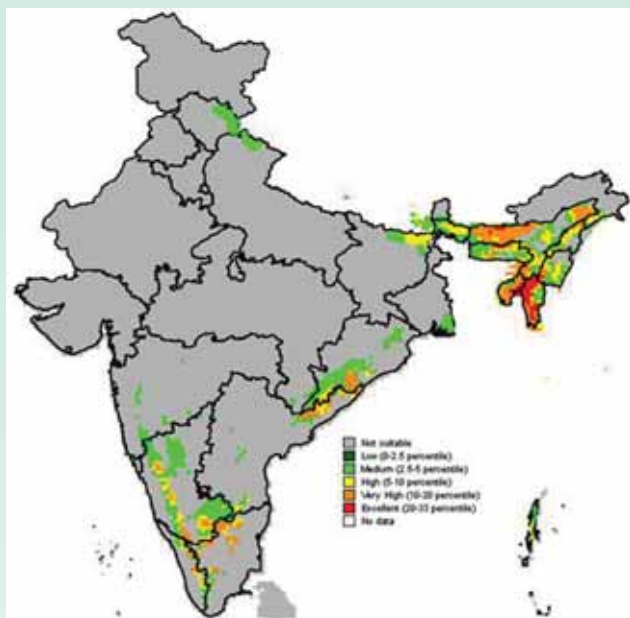 Not suitable
Low (0-2.5 percentile)
Medium (2.5-5 percentile)
High (5-10 percentile)
Very High (10-20 percentile)
Excellent (20-33 percentile)
No data